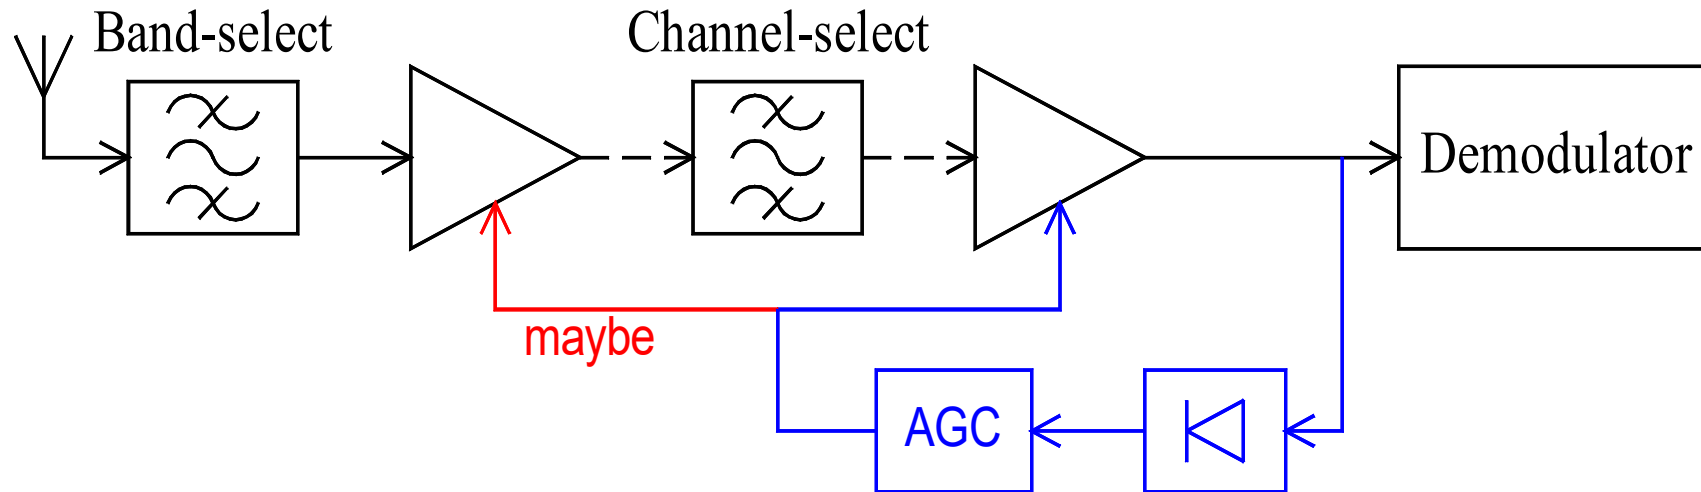 Band-select
Channel-select
Demodulator
maybe
AGC